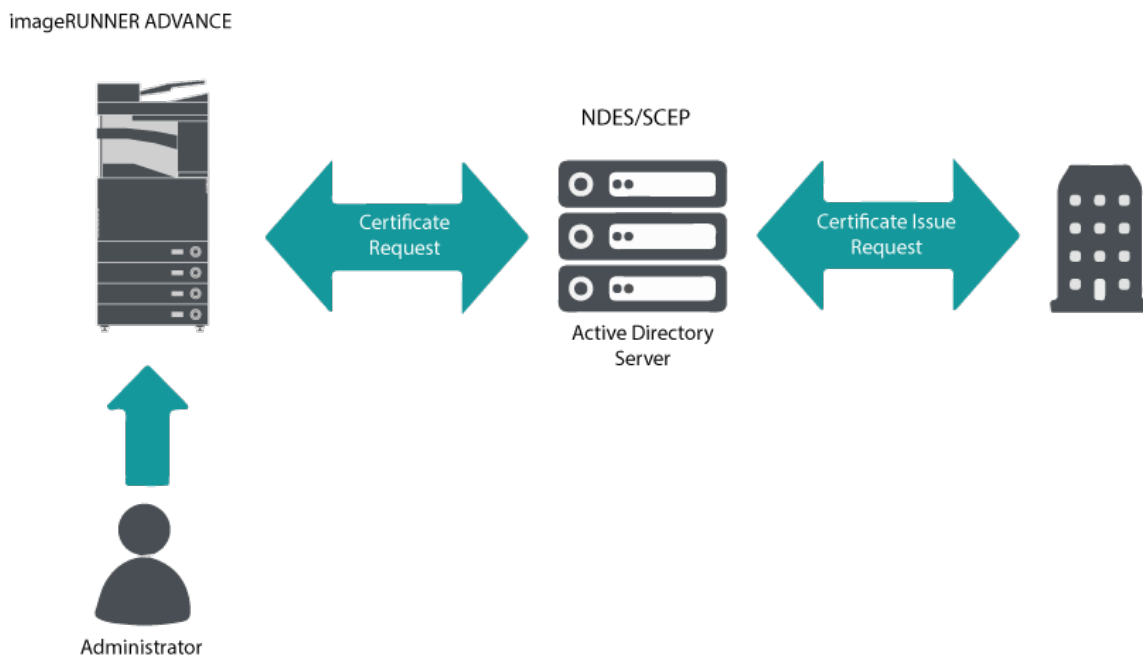 imageRUNNER ADVANCE
NDES/SCEP
Certificate
Request
Certificate Issue
Request
Active Directory
Server
Administrator